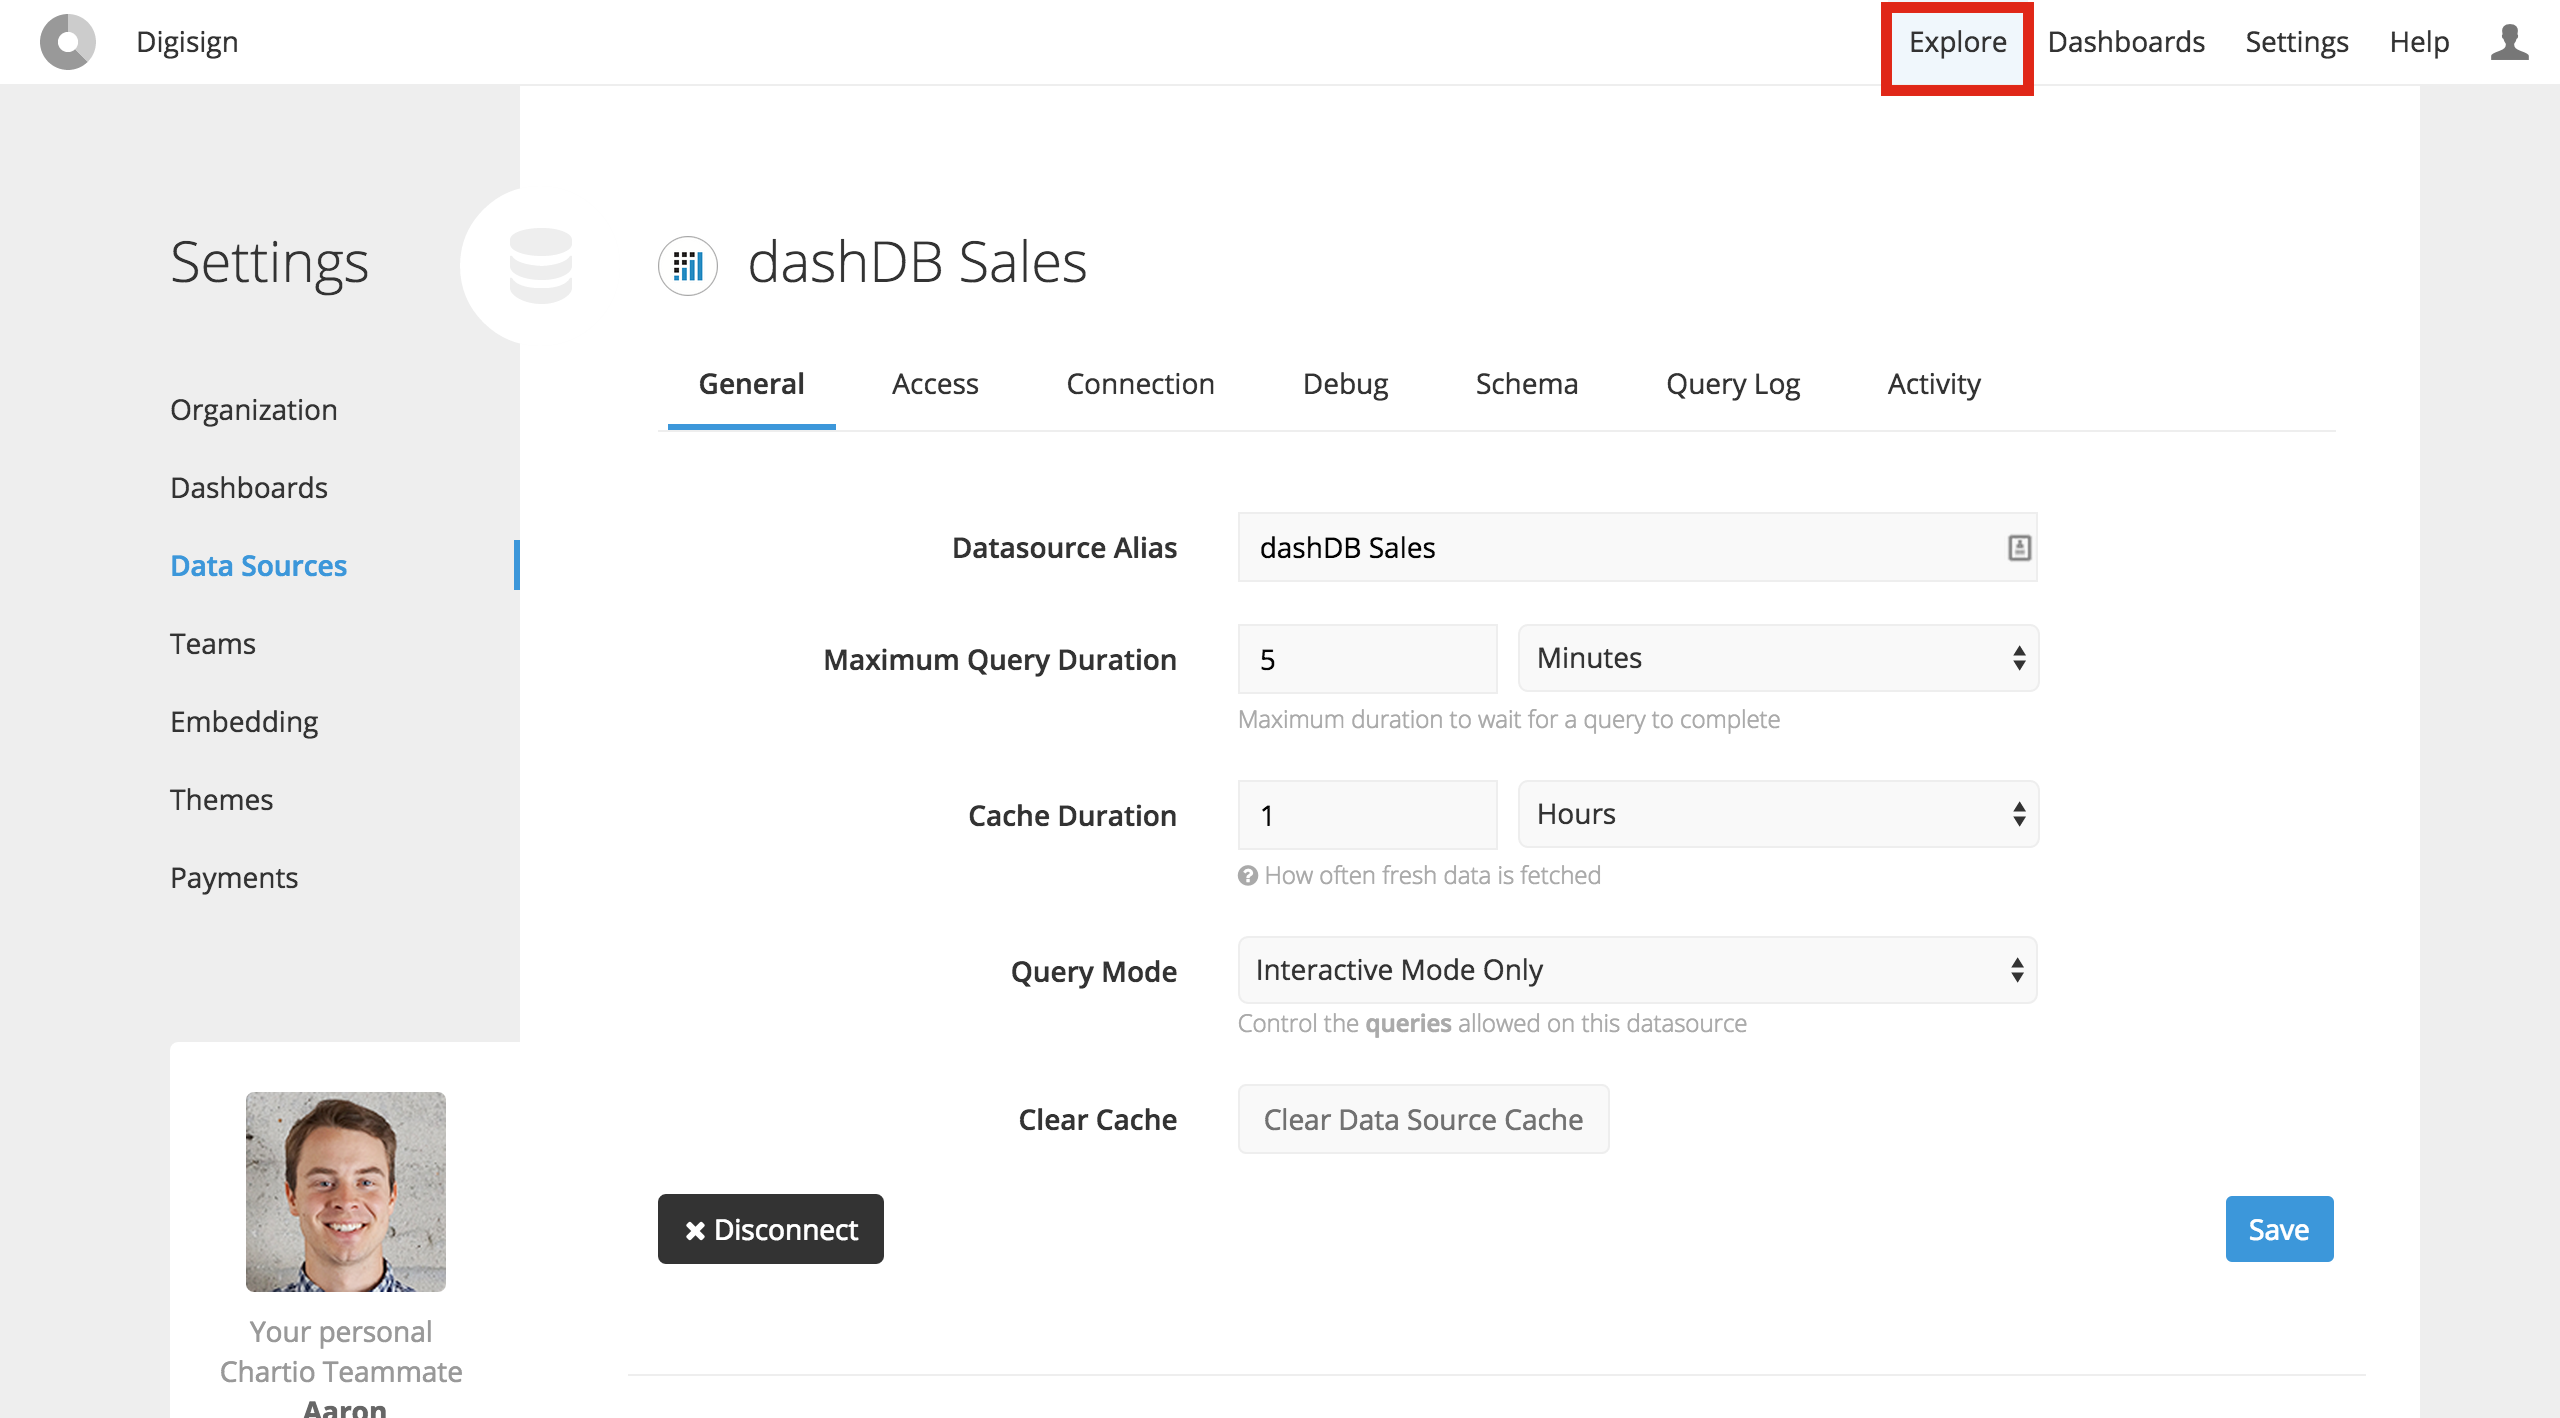 Digisign
Explore
Dashboards
Settings
Help
Settings
Organization
Dashboards
Data Sources
Teams
Embedding
Themes
Payments
Your personal
Chartio Teammate
Aaron
dashDB Sales
General
Access
Connection
Debug
Schema
Query Log
Activity
Datasource Alias
dashDB Sales
Maximum Query Duration
5
Minutes
Maximum duration to wait for a query to complete
Cache Duration
1
Hours
How often fresh data is fetched
Query Mode
Interactive Mode Only
Control the queries allowed on this datasource
Clear Cache
Clear Data Source Cache
Disconnect
Save